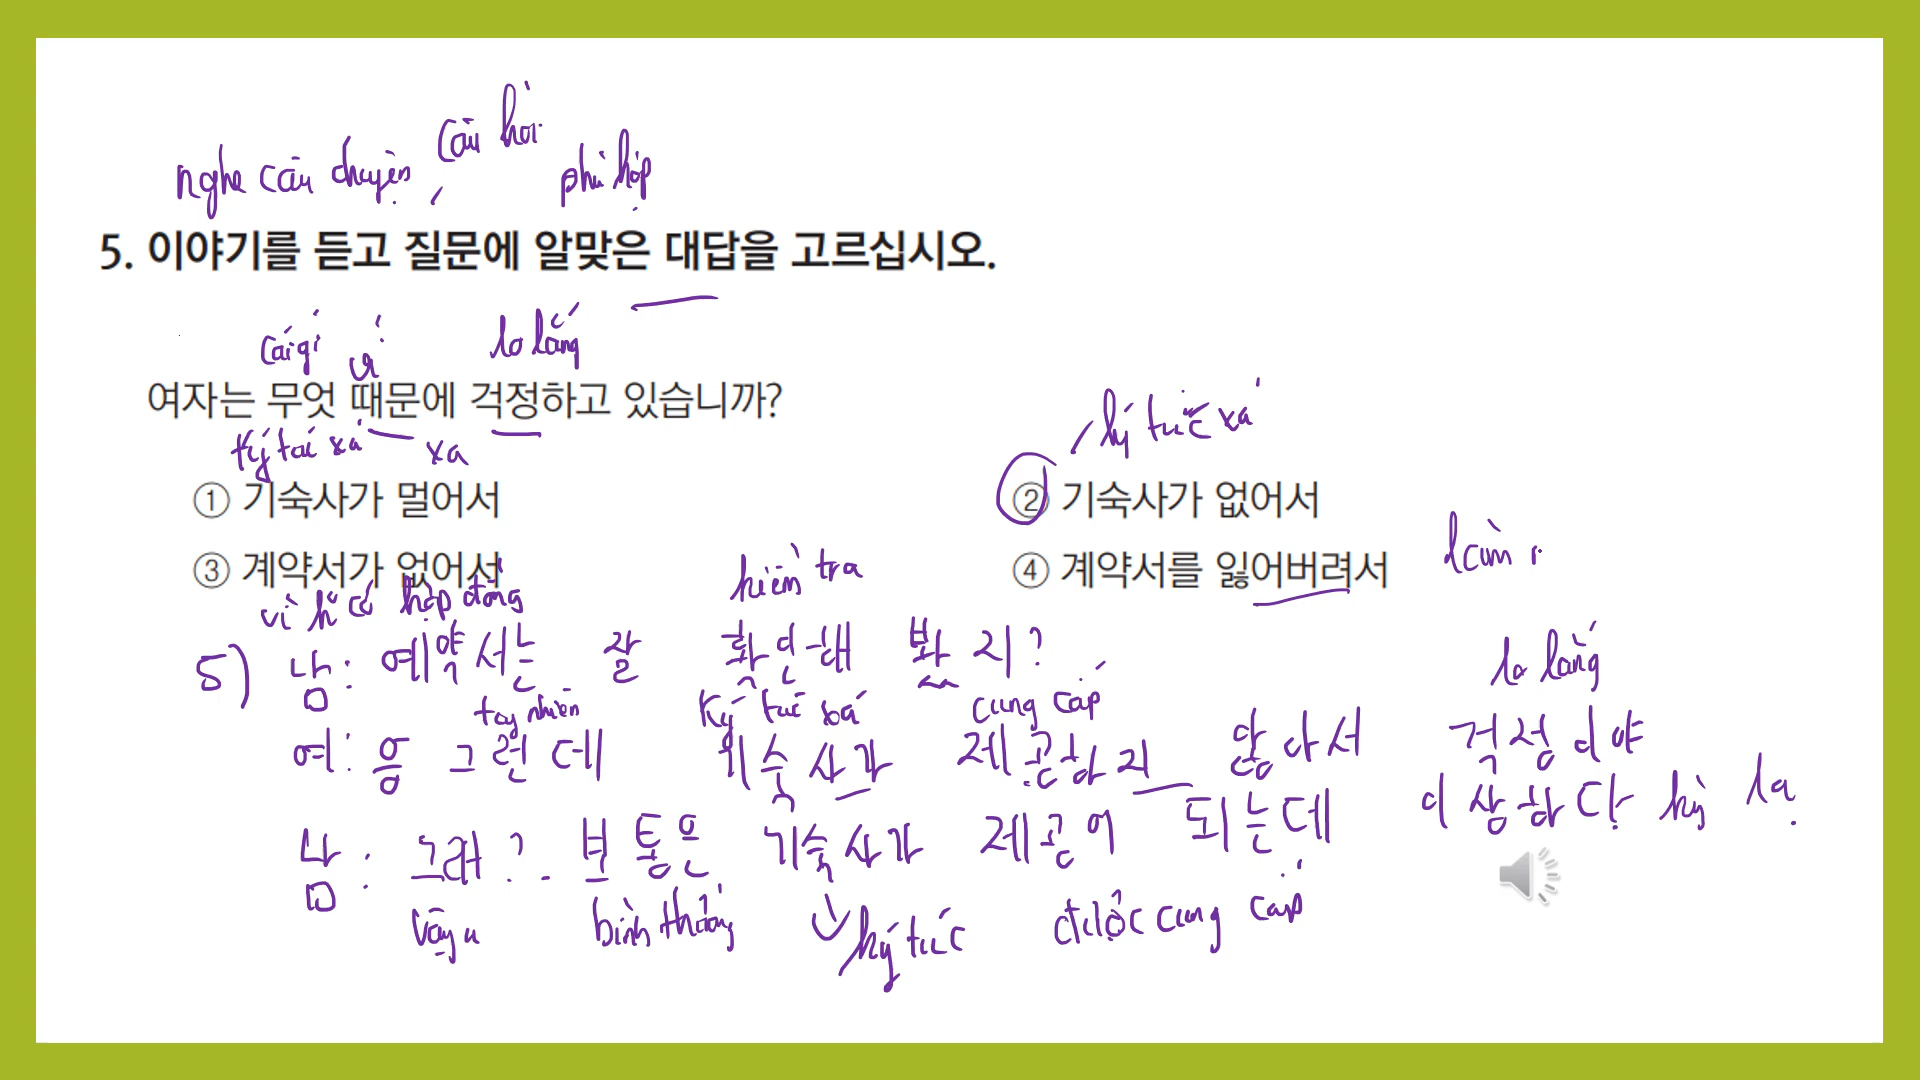 nghe câu chuyện, câu hỏi phù hợp
5. 이야기를 듣고 질문에 알맞은 대답을 고르십시오.
cái gì vì lo lắng
여자는 무엇 때문에 걱정하고 있습니까?
xa
ký túc xá
① 기숙사가 멀어서 ② 기숙사가 없어서
③ 계약서가 없어서 ④ 계약서를 잃어버려서
làm
vì k có hợp đồng kiểm tra
5) 남: 예약서는 잘 확인해 봤지?
tuy nhiên ký túc xá cung cấp lo lắng
여: 응 그런데 기숙사가 제공하지 않아서 걱정이야
남: 그래? 보통은 기숙사가 제공이 되는데 이상하다 kỳ lạ
vậy à bình thường ký túc được cung cấp